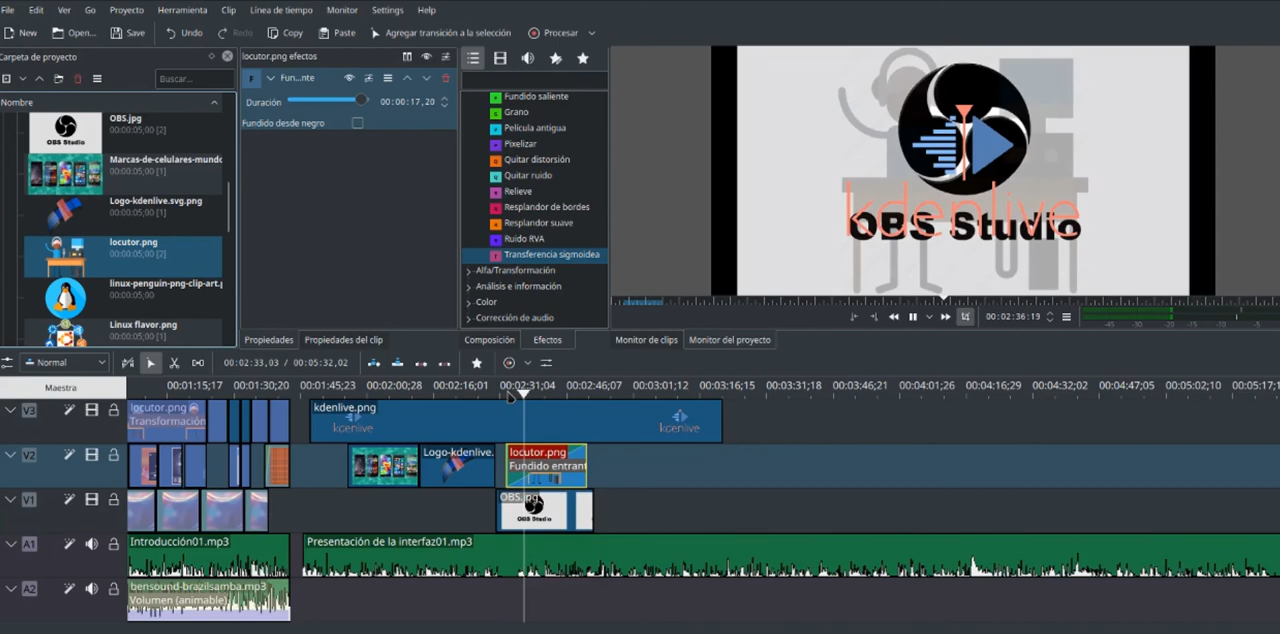 File Edit Ver Go Proyecto Herramienta Clip Línea de tiempo Monitor Settings Help
New Open... Save Undo Redo Copy Paste Agregar transición a la selección Procesar
Carpeta de proyecto
Buscar...
Nombre
OBS.jpg
00:00:05;00 [2]
OBS Studio
Marcas-de-celulares-mundo
00:00:05;00 [1]
Logo-kdenlive.svg.png
00:00:05;00 [1]
locutor.png
00:00:05;00 [2]
linux-penguin-png-clip-art.p
00:00:05;00
Linux flavor.png
00:00:05;00 [1]
locutor.png efectos
F Fun...nte
Duración 00:00:17,20
Fundido desde negro
Propiedades Propiedades del clip
Fundido saliente
Grano
Película antigua
Pixelizar
Quitar distorsión
Quitar ruido
Relieve
Resplandor de bordes
Resplandor suave
Ruido RVA
Transferencia sigmoidea
Alfa/Transformación
Análisis e información
Color
Corrección de audio
Composición Efectos
kdenlive
OBS Studio
00:02:36:19
-45 -30 -20 -15 -10 -5
Monitor de clips Monitor del proyecto
Normal 00:02:33,03 / 00:05:32,02
Maestra
00:01:15;17 00:01:30;20 00:01:45;23 00:02:00;28 00:02:16;01 00:02:31;04 00:02:46;07 00:03:01;12 00:03:16;15 00:03:31;18 00:03:46;21 00:04:01;26 00:04:16;29 00:04:32;02 00:04:47;05 00:05:02;10 00:05:17;1
V3 locutor.png kdenlive.png
Transformación kdenlive kdenlive
V2 Logo-kdenlive. locutor.png
Fundido entrant
V1 OBS.jpg
OBS Studio
A1 Introducción01.mp3 Presentación de la interfaz01.mp3
A2 bensound-brazilsamba.mp3
Volumen (animable)